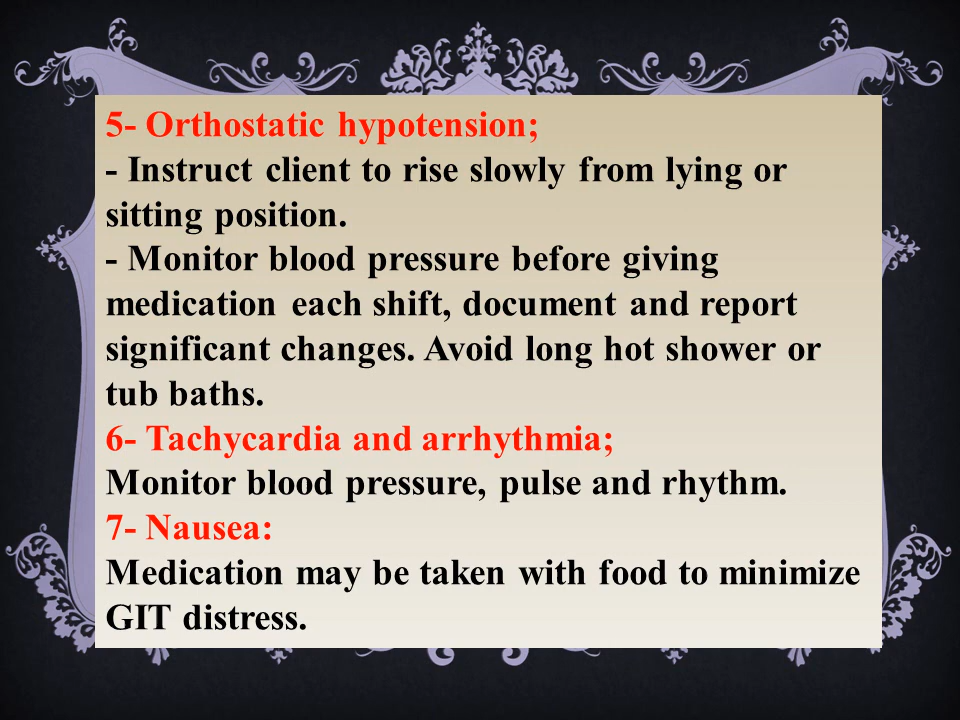 5- Orthostatic hypotension;
- Instruct client to rise slowly from lying or
sitting position.
- Monitor blood pressure before giving
medication each shift, document and report
significant changes. Avoid long hot shower or
tub baths.
6- Tachycardia and arrhythmia;
Monitor blood pressure, pulse and rhythm.
7- Nausea:
Medication may be taken with food to minimize
GIT distress.